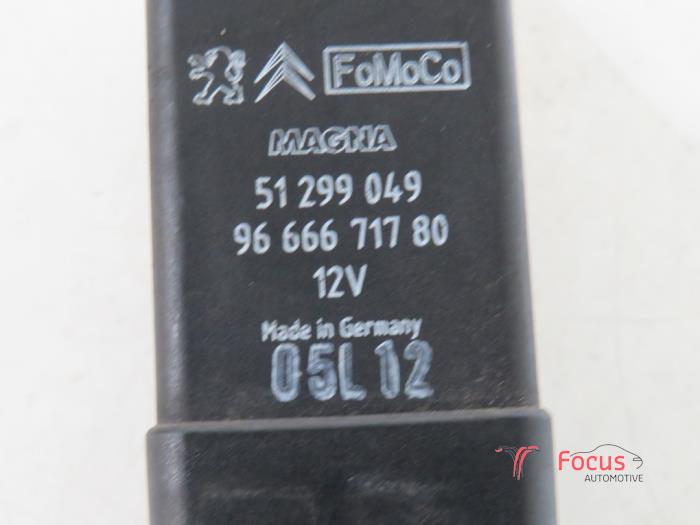 FoMoCo
MAGNA
51 299 049
96 666 717 80
12V
Made in Germany
05L12
Focus
AUTOMOTIVE